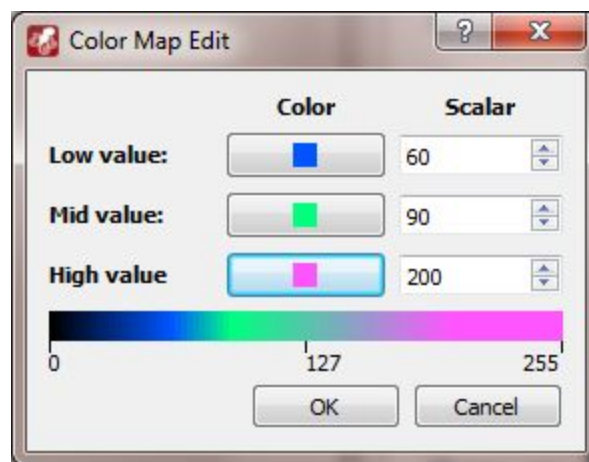 Color Map Edit
Color Scalar
Low value: 60
Mid value: 90
High value 200
0 127 255
OK Cancel